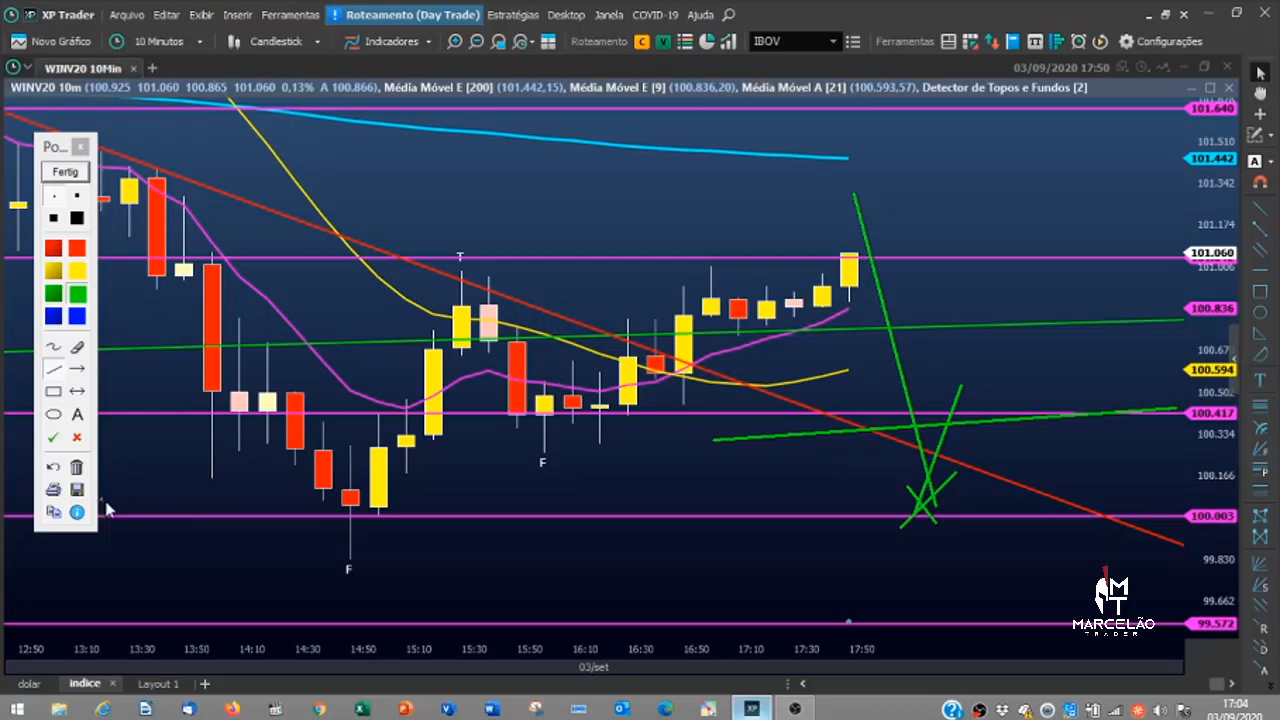 XP Trader Arquivo Editar Exibir Inserir Ferramentas ! Roteamento (Day Trade) Estratégias Desktop Janela COVID-19 Ajuda
Novo Gráfico 10 Minutos Candlestick Indicadores Roteamento C V IBOV Ferramentas Configurações
WINV20 10Min × + 03/09/2020 17:50
WINV20 10m (100.925 101.060 100.865 101.060 0,13% A 100.866), Média Móvel E [200] (101.442,15), Média Móvel E [9] (100.836,20), Média Móvel A [21] (100.593,57), Detector de Topos e Fundos [2]
101.640
101.510
101.442
101.342
101.174
101.060
101.006
100.836
100.67
100.594
100.502
100.417
100.334
100.166
100.003
99.830
99.662
99.572
Po... x
Fertig
A
T
F
F
MT
MARCELÃO
TRADER
12:50 13:10 13:30 13:50 14:10 14:30 14:50 15:10 15:30 15:50 16:10 16:30 16:50 17:10 17:30 17:50
03/set
dolar indice × Layout 1 +
17:04
03/09/2020